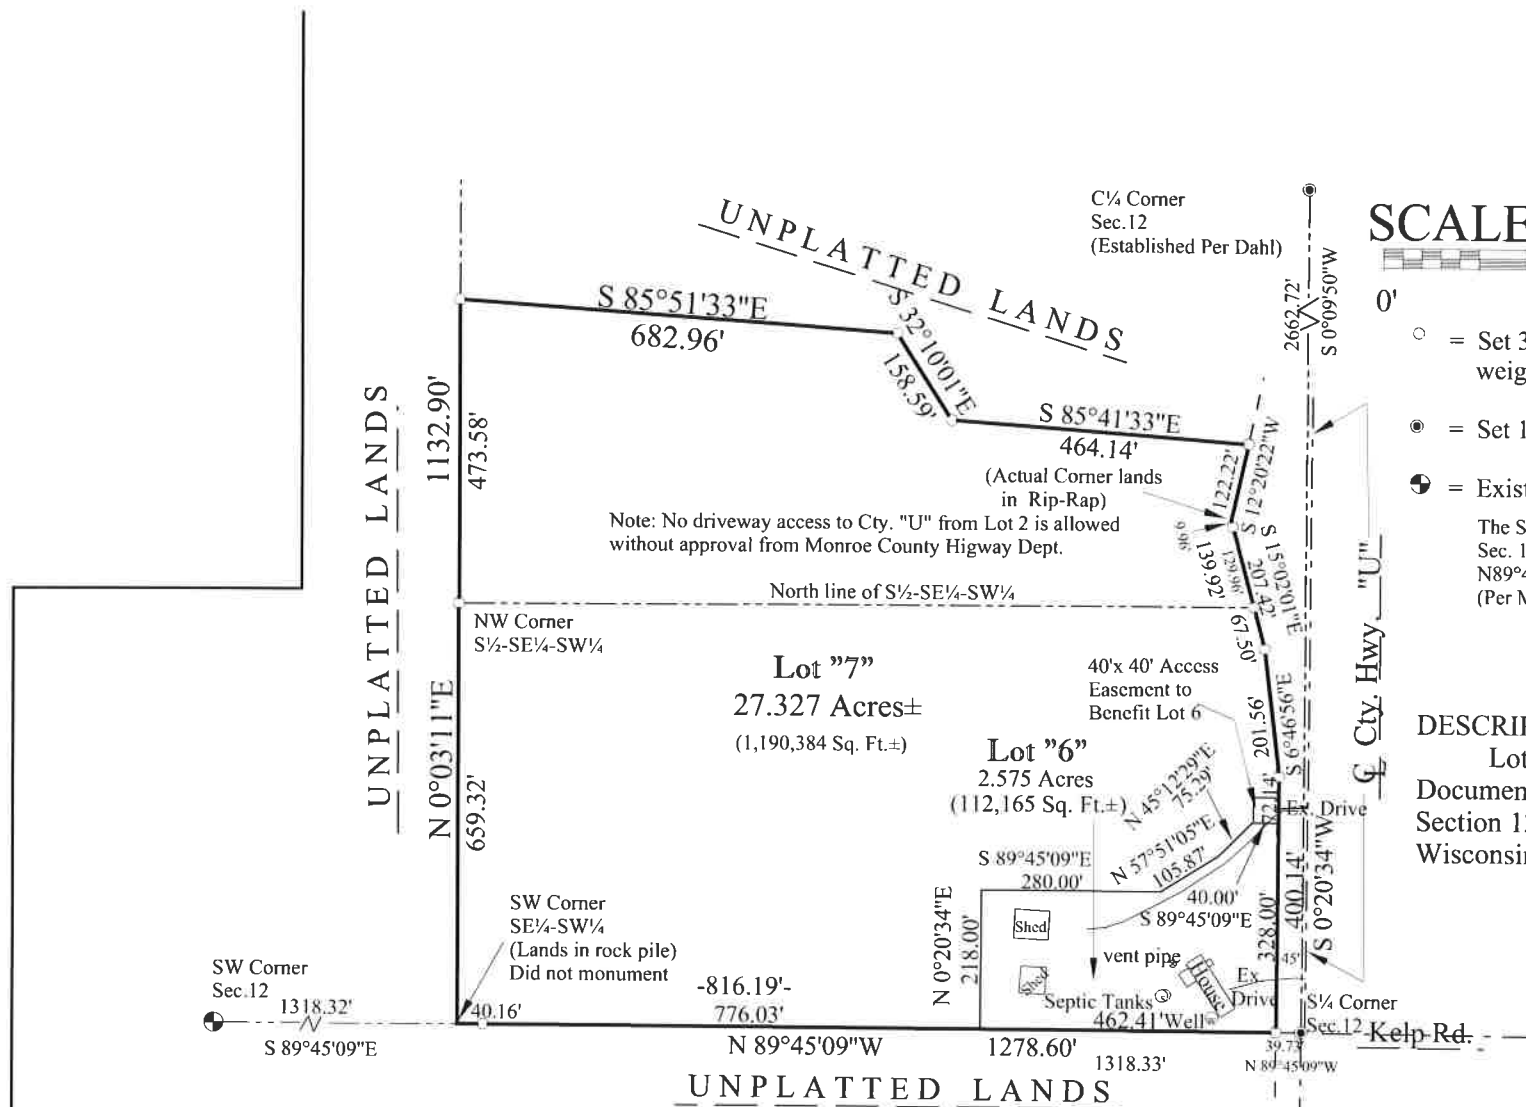 C¼ Corner
Sec.12
(Established Per Dahl)
UNPLATTED LANDS
SCALE
0'
2662.72'
S 0°09'50"W
S 85°51'33"E
682.96'
S 32°10'01"E
158.59'
S 85°41'33"E
464.14'
(Actual Corner lands
in Rip-Rap)
122.22'
S 12°20'22"W
= Set 3
weig
= Set 1
= Exist
The S
Sec. 1
N89°4
(Per M
UNPLATTED LANDS
1132.90'
473.58'
Note: No driveway access to Cty. "U" from Lot 2 is allowed
without approval from Monroe County Higway Dept.
9.96'
139.92'
129.96'
207.42'
S 15°02'01"E
67.50'
North line of S½-SE¼-SW¼
NW Corner
S½-SE¼-SW¼
Lot "7"
27.327 Acres±
(1,190,384 Sq. Ft.±)
40'x 40' Access
Easement to
Benefit Lot 6
201.56'
S 6°46'56"E
℄ Cty. Hwy. "U"
N 0°03'11"E
659.32'
Lot "6"
2.575 Acres
(112,165 Sq. Ft.±)
N 45°12'29"E
75.29'
72.14'
Ex. Drive
DESCRI
Lot
Documen
Section 12
Wisconsin
N 57°51'05"E
105.87'
S 89°45'09"E
280.00'
40.00'
S 89°45'09"E
N 0°20'34"E
218.00'
328.00'
400.14'
S 0°20'34"W
45'
Shed
Shed
vent pipe
House
Ex
Drive
Septic Tanks
462.41'
Well
SW Corner
SE¼-SW¼
(Lands in rock pile)
Did not monument
SW Corner
Sec.12
1318.32'
S 89°45'09"E
40.16'
-816.19'-
776.03'
N 89°45'09"W
1278.60'
1318.33'
S¼ Corner
Sec.12
Kelp Rd.
39.73'
N 89°45'09"W
UNPLATTED LANDS